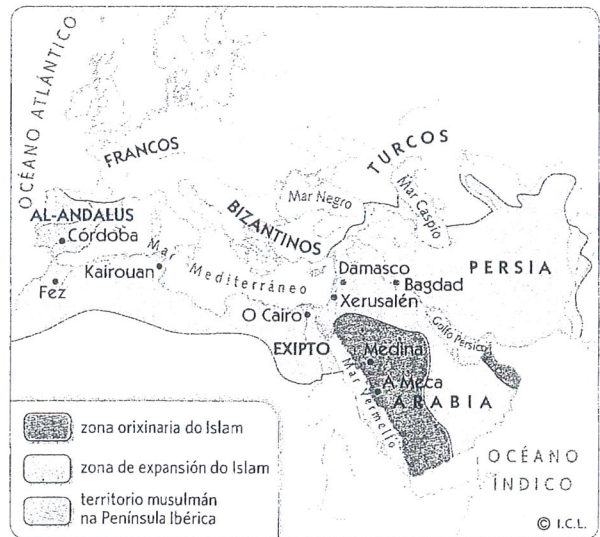 OCÉANO ATLÁNTICO
FRANCOS
TURCOS
Mar Negro
Mar Caspio
AL-ANDALUS
Córdoba
BIZANTINOS
Mar Mediterráneo
Kairouan
Fez
Damasco
Bagdad
PERSIA
Xerusalén
O Cairo
EXIPTO
Golfo Pérsico
Medina
A Meca
Mar Vermello
ARABIA
OCÉANO
ÍNDICO
zona orixinaria do Islam
zona de expansión do Islam
territorio musulmán
na Península Ibérica
© I.C.L.